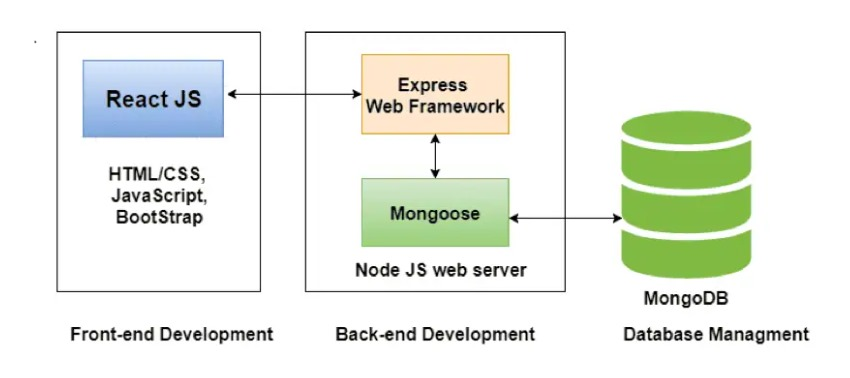 React JS
HTML/CSS,
JavaScript,
BootStrap
Front-end Development
Express
Web Framework
Mongoose
Node JS web server
Back-end Development
MongoDB
Database Managment